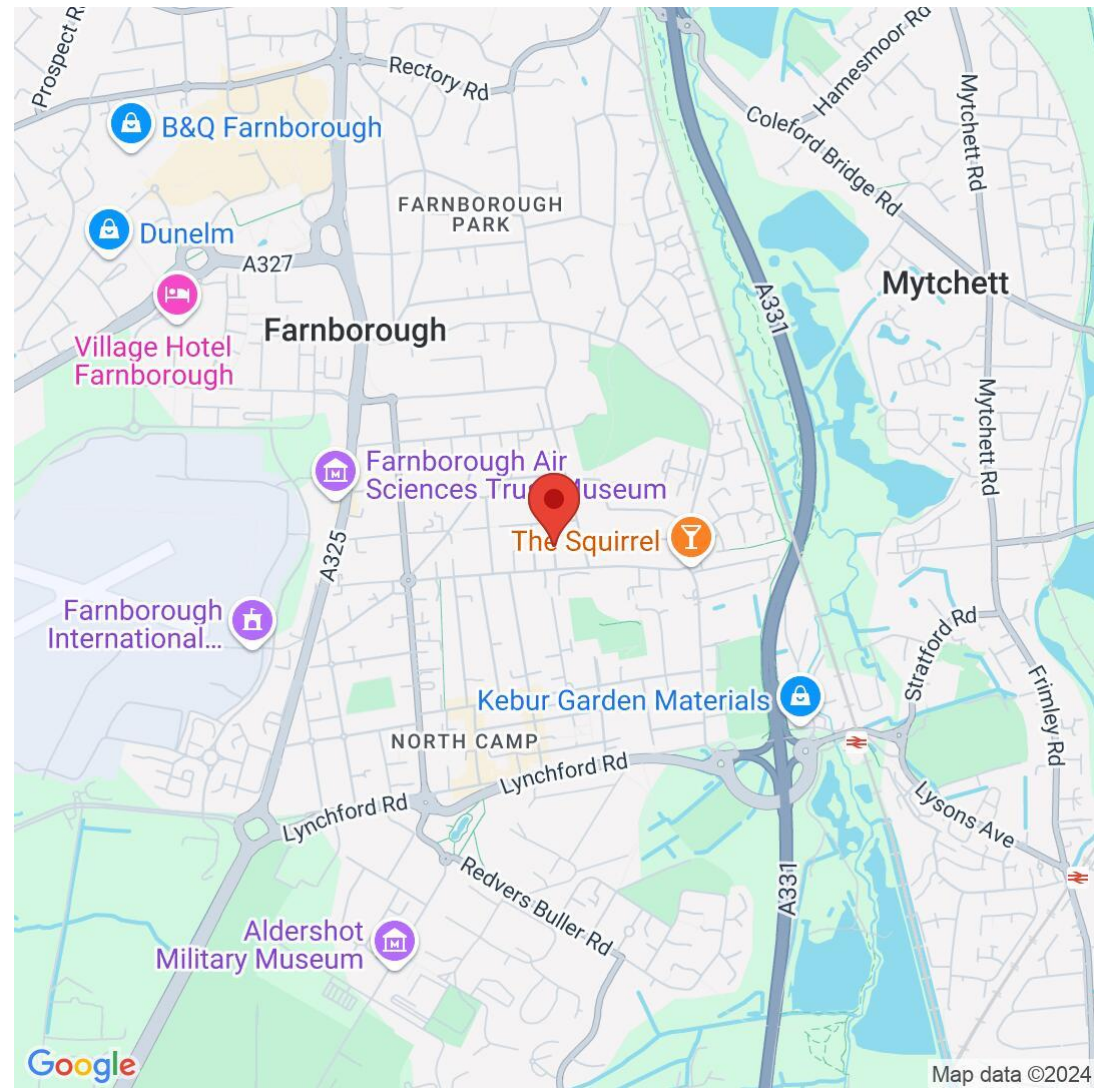 Prospect R
Rectory Rd
Hamesmoor Rd
B&Q Farnborough
Coleford Bridge Rd
Mytchett Rd
FARNBOROUGH
PARK
Dunelm
A327
A331
Mytchett
Village Hotel
Farnborough
Farnborough
Mytchett Rd
Farnborough Air
Sciences Tru Museum
The Squirrel
A325
Farnborough
International...
Stratford Rd
Frimley Rd
Kebur Garden Materials
NORTH CAMP
Lynchford Rd
Lynchford Rd
Lysons Ave
Redvers Buller Rd
A331
Aldershot
Military Museum
Google
Map data ©2024